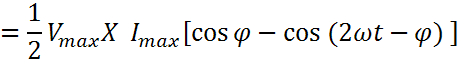 = 1/2 V_max X I_max [cos φ − cos (2ωt − φ) ]